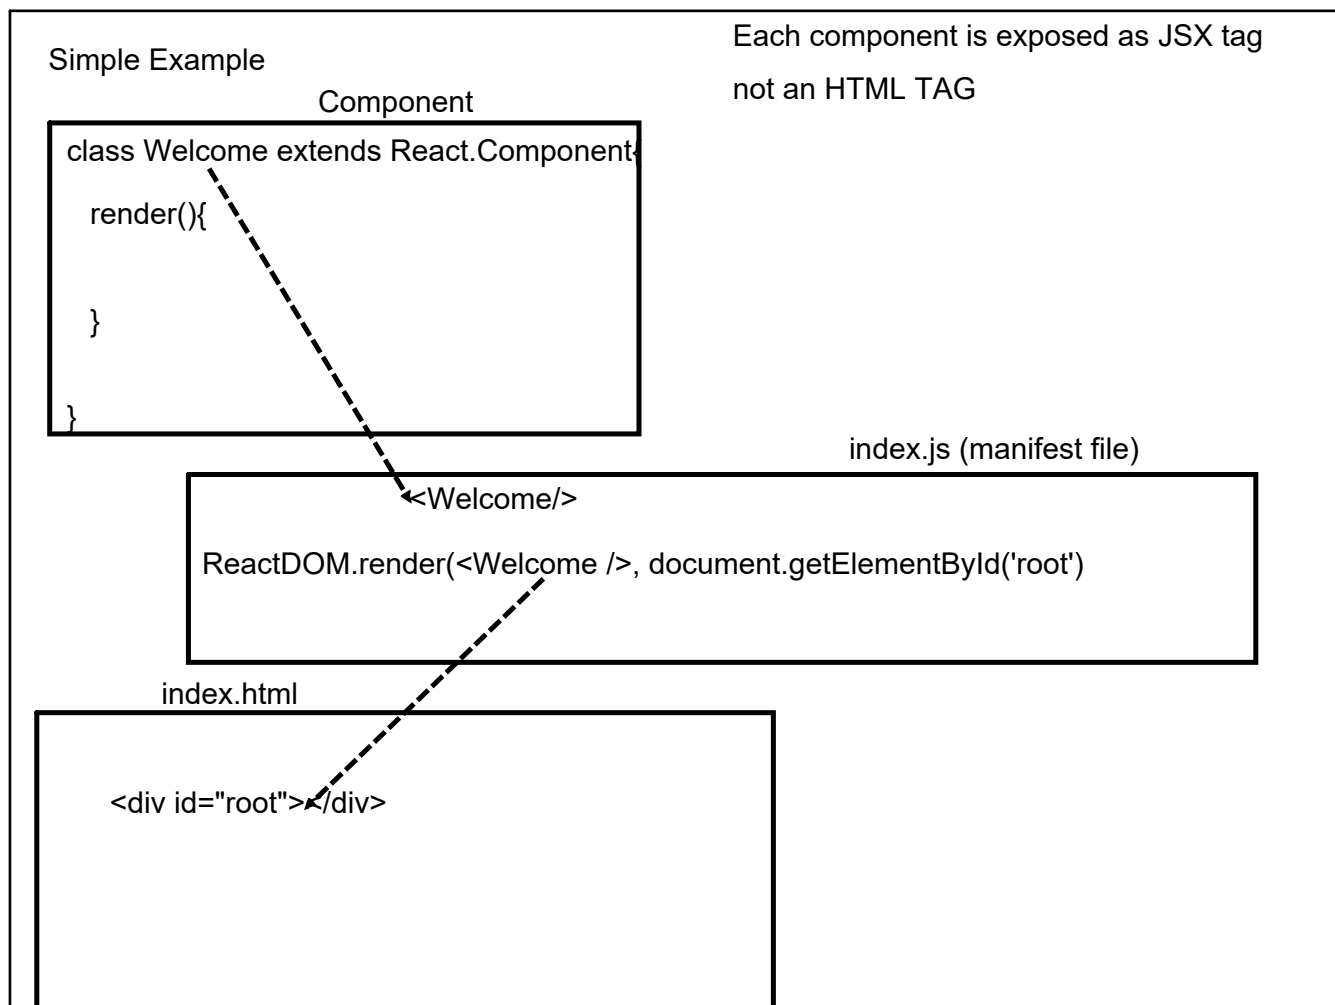 Simple Example
Each component is exposed as JSX tag
not an HTML TAG
Component
class Welcome extends React.Component{
render(){
}
}
index.js (manifest file)
<Welcome/>
ReactDOM.render(<Welcome />, document.getElementById('root')
index.html
<div id="root"></div>